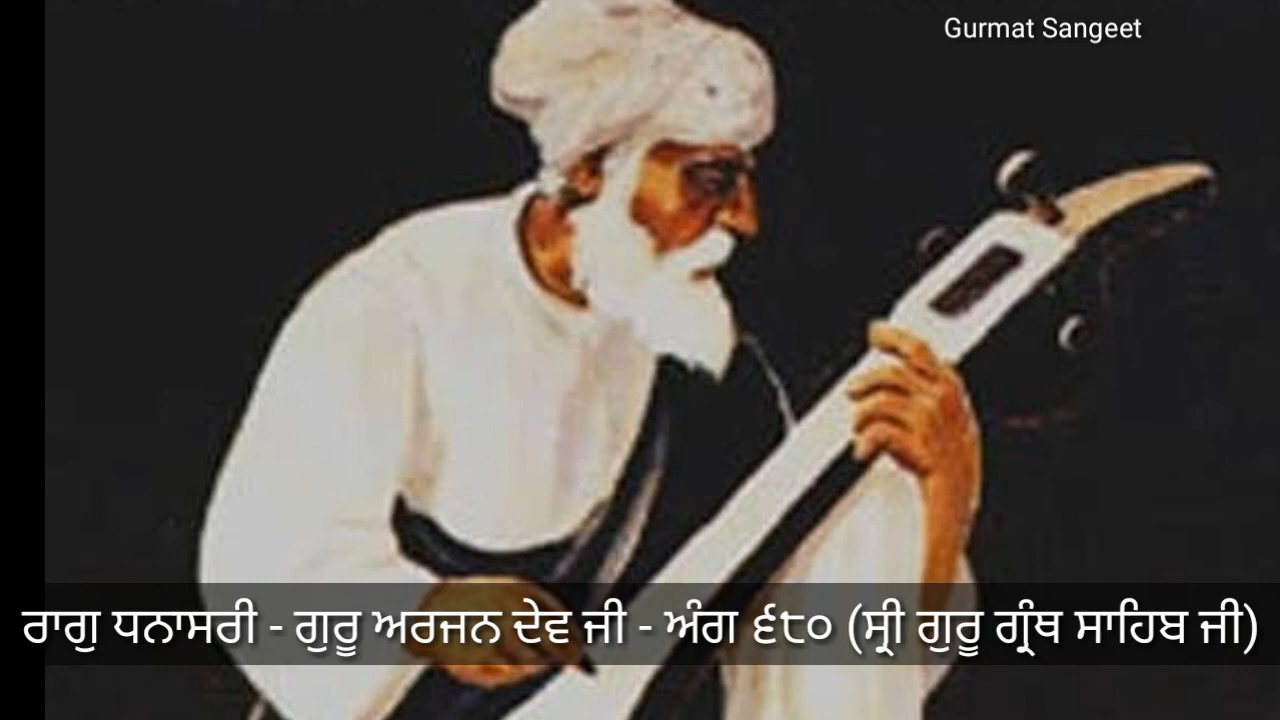 Gurmat Sangeet
ਰਾਗੁ ਧਨਾਸਰੀ - ਗੁਰੂ ਅਰਜਨ ਦੇਵ ਜੀ - ਅੰਗ ੬੮੦ (ਸ੍ਰੀ ਗੁਰੂ ਗ੍ਰੰਥ ਸਾਹਿਬ ਜੀ)